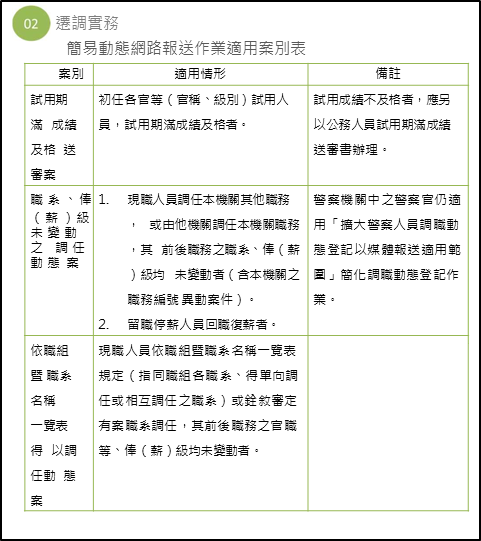 02 遷調實務
簡易動態網路報送作業適用案別表
案別
適用情形
備註
試用期
滿 成績
及格 送
審案
初任各官等（官稱、級別）試用人
員，試用期滿成績及格者。
試用成績不及格者，應另
以公務人員試用期滿成績
送審書辦理。
職系、俸
（薪）級
未變動
之 調任
動態 案
1. 現職人員調任本機關其他職務
， 或由他機關調任本機關職務
，其 前後職務之職系、俸（薪
）級均 未變動者（含本機關之
職務編號異動案件）。
2. 留職停薪人員回職復薪者。
警察機關中之警察官仍適
用「擴大警察人員調職動
態登記以媒體報送適用範
圍」簡化調職動態登記作
業。
依職組
暨職系
名稱
一覽表
得 以調
任動 態
案
現職人員依職組暨職系名稱一覽表
規定（指同職組各職系、得單向調
任或相互調任之職系）或銓敘審定
有案職系調任，其前後職務之官職
等、俸（薪）級均未變動者。